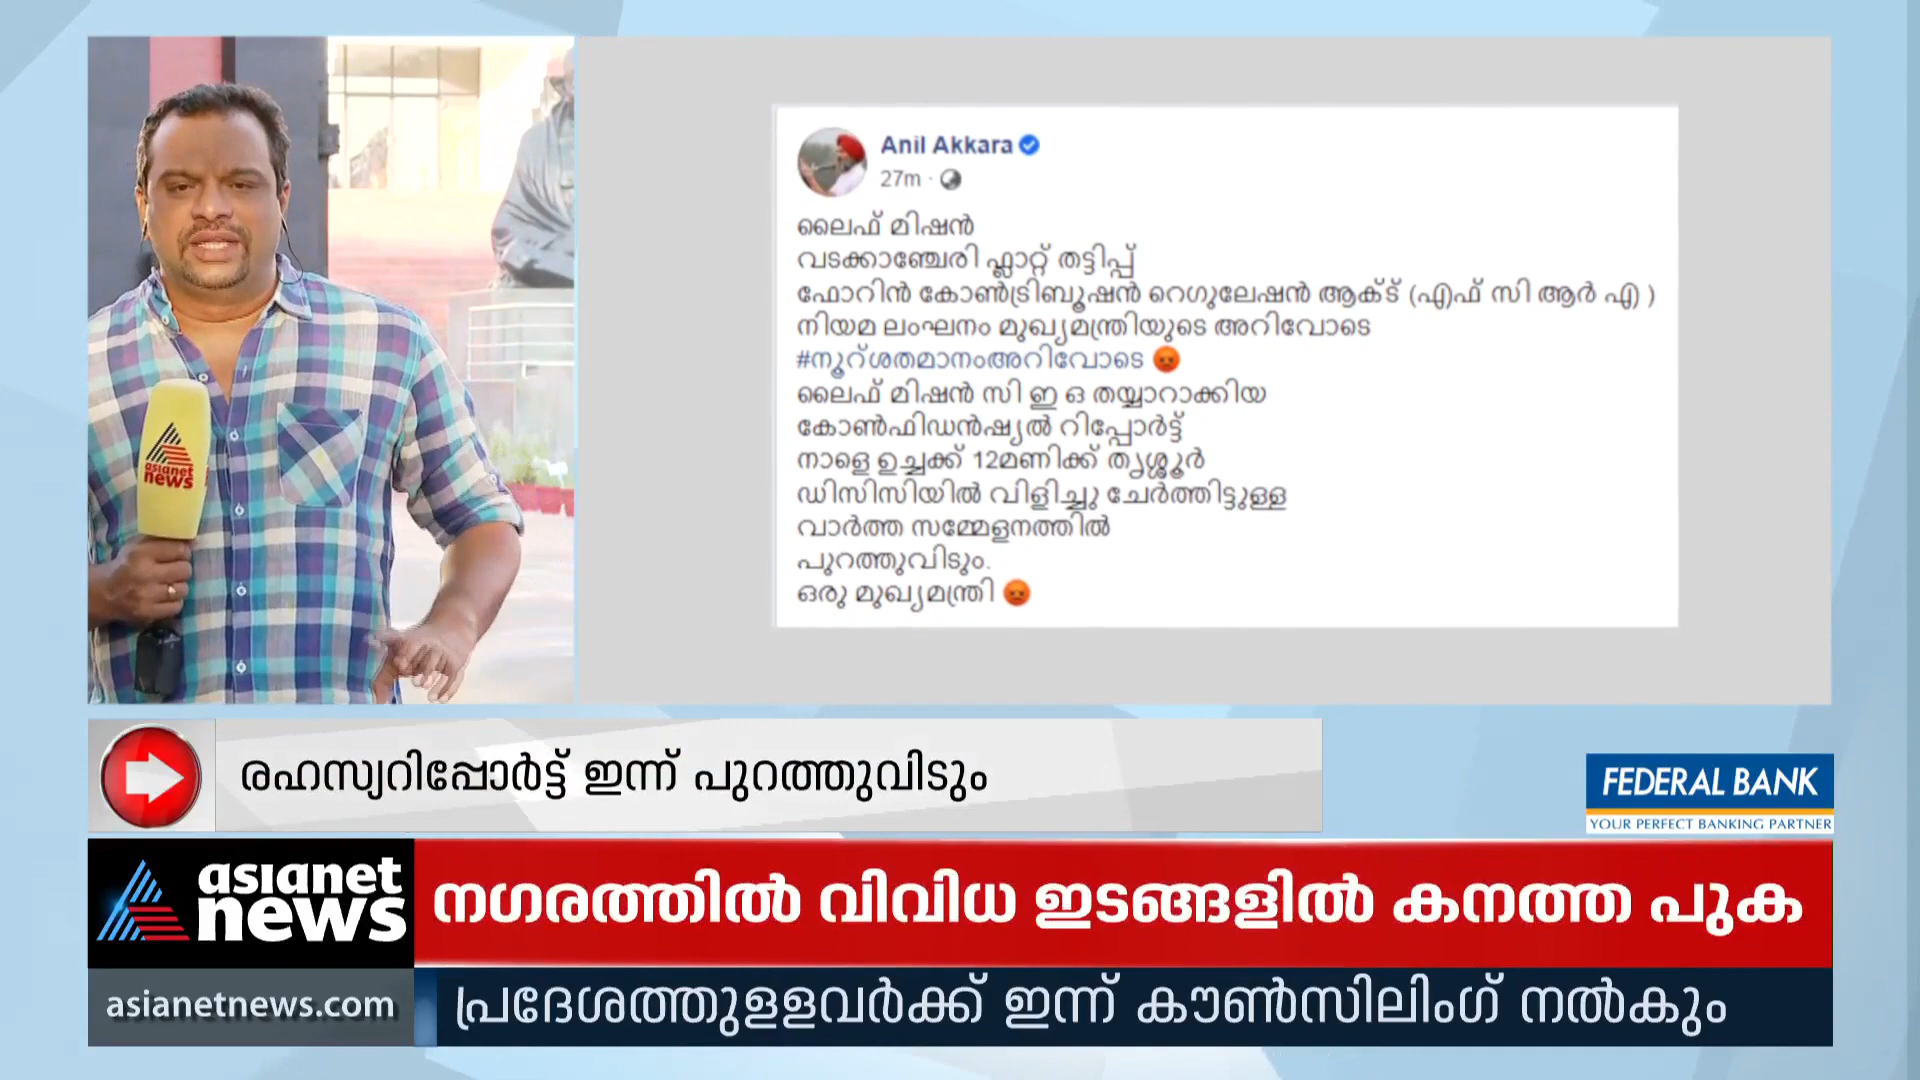 Anil Akkara
27m ·
ലൈഫ് മിഷൻ
വടക്കാഞ്ചേരി ഫ്ലാറ്റ് തട്ടിപ്പ്
ഫോറിൻ കോൺട്രിബ്യൂഷൻ റെഗുലേഷൻ ആക്ട് (എഫ് സി ആർ എ )
നിയമ ലംഘനം മുഖ്യമന്ത്രിയുടെ അറിവോടെ
#നൂറ്ശതമാനംഅറിവോടെ 😡
ലൈഫ് മിഷൻ സി ഇ ഒ തയ്യാറാക്കിയ
കോൺഫിഡൻഷ്യൽ റിപ്പോർട്ട്
നാളെ ഉച്ചക്ക് 12മണിക്ക് തൃശ്ശൂർ
ഡിസിസിയിൽ വിളിച്ചു ചേർത്തിട്ടുള്ള
വാർത്ത സമ്മേളനത്തിൽ
പുറത്തുവിടും.
ഒരു മുഖ്യമന്ത്രി 😡
asianet
news
രഹസ്യറിപ്പോർട്ട് ഇന്ന് പുറത്തുവിടും
FEDERAL BANK
YOUR PERFECT BANKING PARTNER
asianet
news
നഗരത്തിൽ വിവിധ ഇടങ്ങളിൽ കനത്ത പുക
asianetnews.com
പ്രദേശത്തുളളവർക്ക് ഇന്ന് കൗൺസിലിംഗ് നൽകും